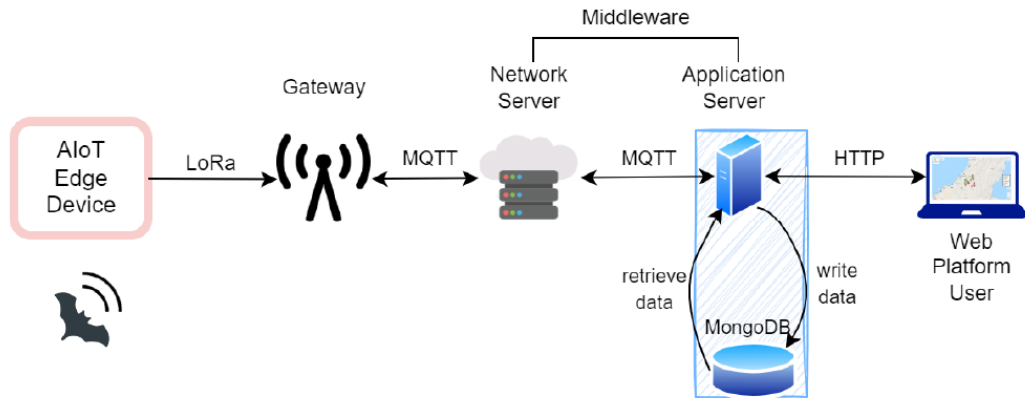 Middleware
Gateway
Network
Server
Application
Server
AIoT
Edge
Device
LoRa
MQTT
MQTT
HTTP
retrieve
data
write
data
MongoDB
Web
Platform
User